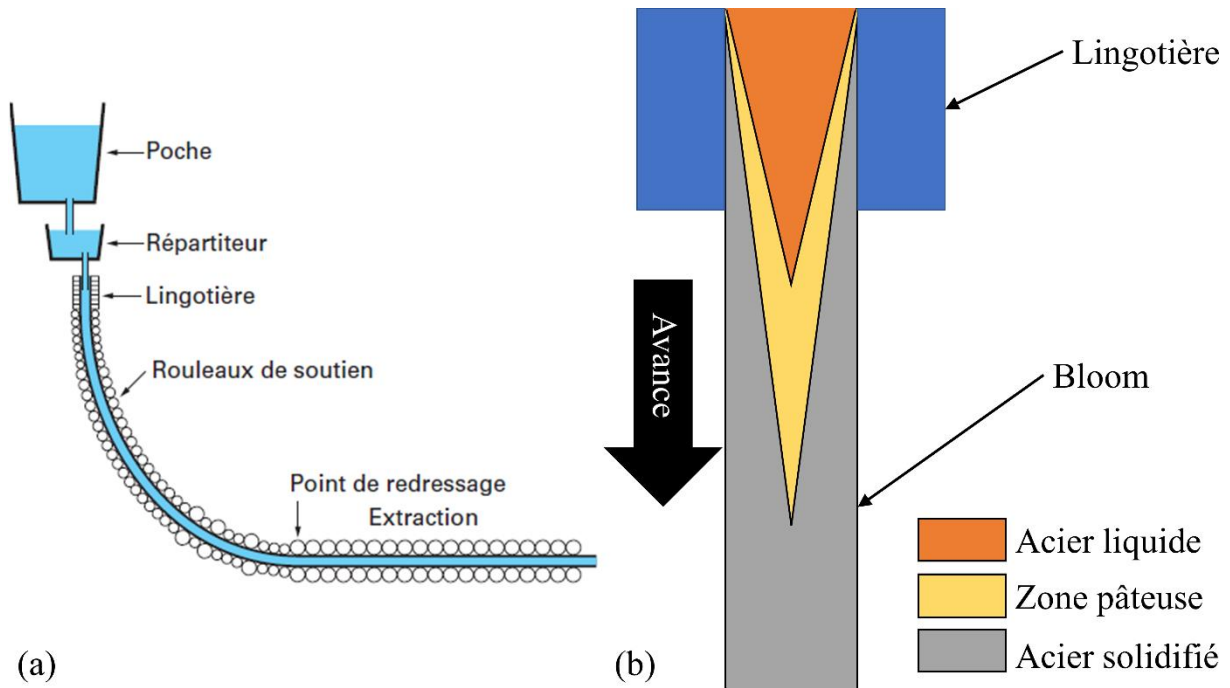 Poche
Répartiteur
Lingotière
Rouleaux de soutien
Point de redressage
Extraction
(a)
Lingotière
Avance
Bloom
Acier liquide
Zone pâteuse
Acier solidifié
(b)